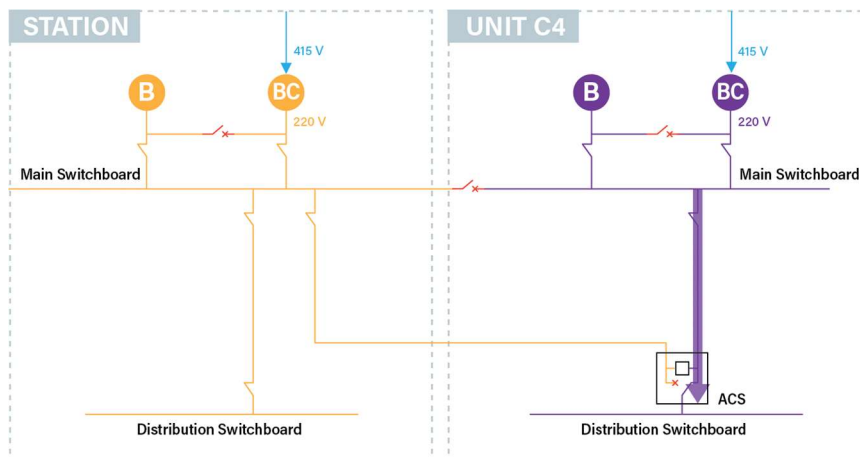 STATION
UNIT C4
415 V
415 V
B
BC
B
BC
220 V
220 V
Main Switchboard
Main Switchboard
ACS
Distribution Switchboard
Distribution Switchboard